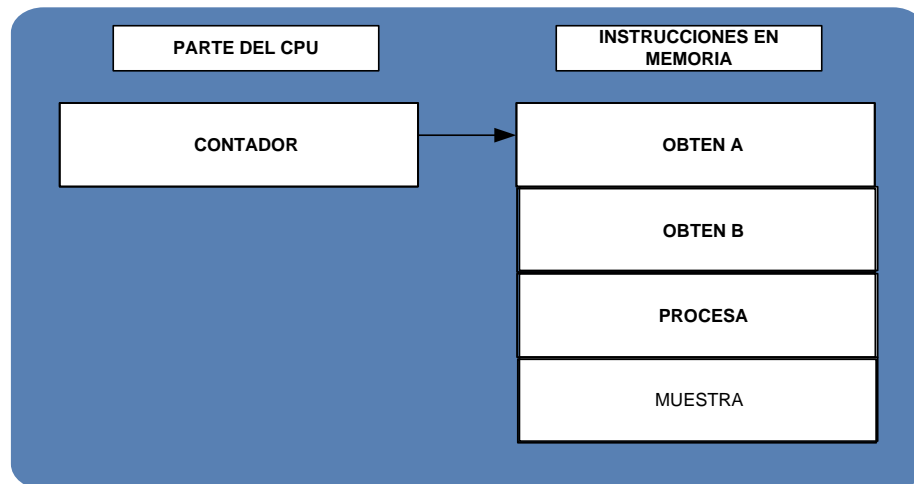 PARTE DEL CPU
INSTRUCCIONES EN
MEMORIA
CONTADOR
OBTEN A
OBTEN B
PROCESA
MUESTRA